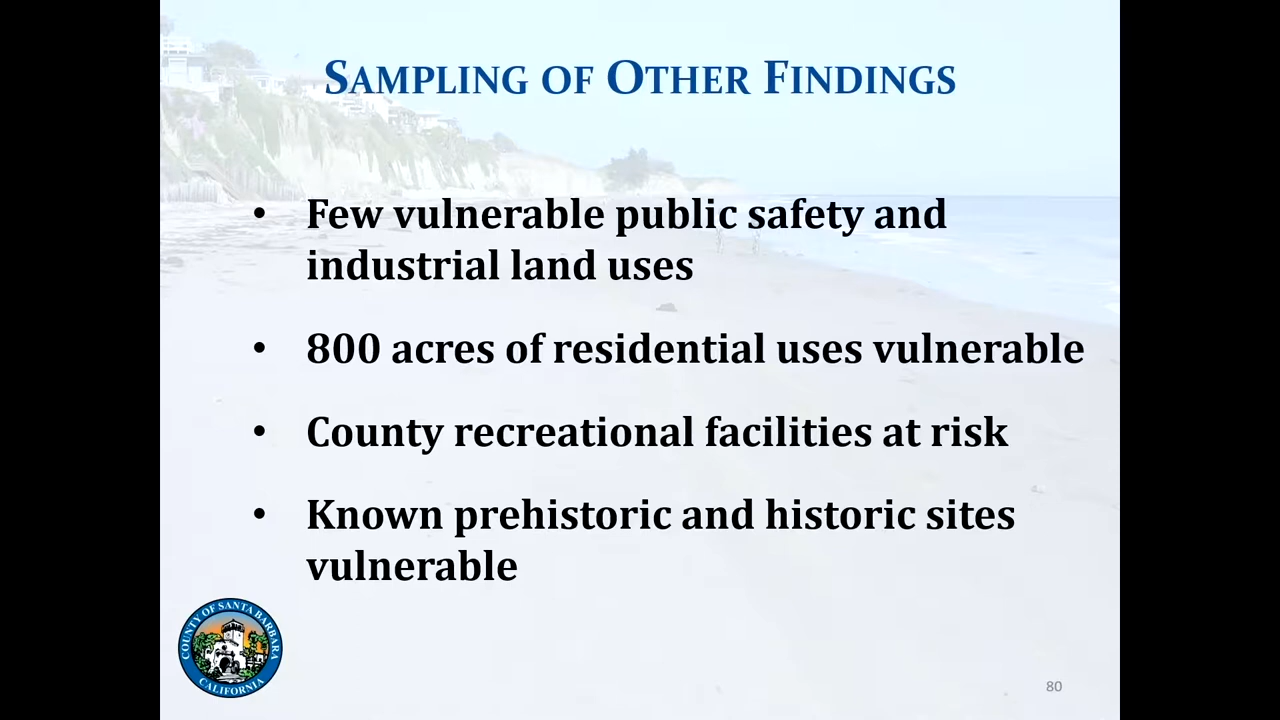 SAMPLING OF OTHER FINDINGS
• Few vulnerable public safety and
industrial land uses
• 800 acres of residential uses vulnerable
• County recreational facilities at risk
• Known prehistoric and historic sites
vulnerable
COUNTY OF SANTA BARBARA
CALIFORNIA
80